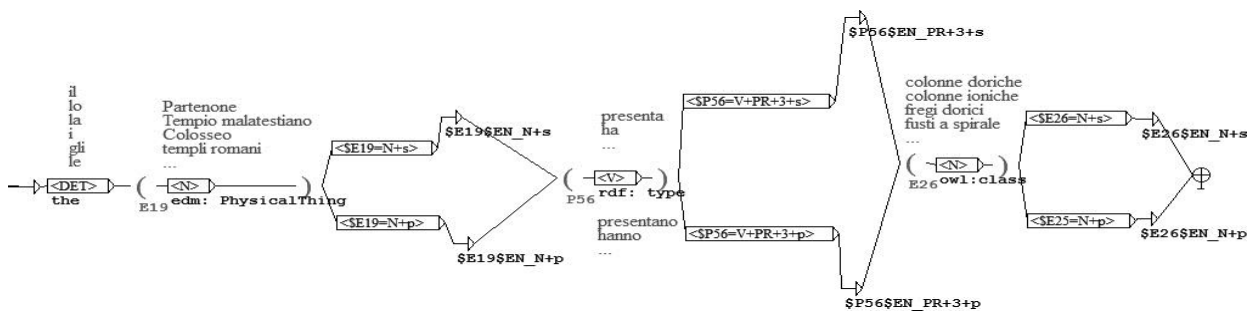 il
lo
la
i
gli
le
<DET>
the
(
Partenone
Tempio malatestiano
Colosseo
templi romani
...
<N>
)
E19
edm: PhysicalThing
<$E19=N+s>
$E19$EN_N+s
<$E19=N+p>
$E19$EN_N+p
presenta
ha
...
(
<V>
)
P56
rdf: type
presentano
hanno
...
<$P56=V+PR+3+s>
$P56$EN_PR+3+s
<$P56=V+PR+3+p>
$P56$EN_PR+3+p
colonne doriche
colonne ioniche
fregi dorici
fusti a spirale
...
(
<N>
)
E26
owl:class
<$E26=N+s>
$E26$EN_N+s
<$E25=N+p>
$E26$EN_N+p